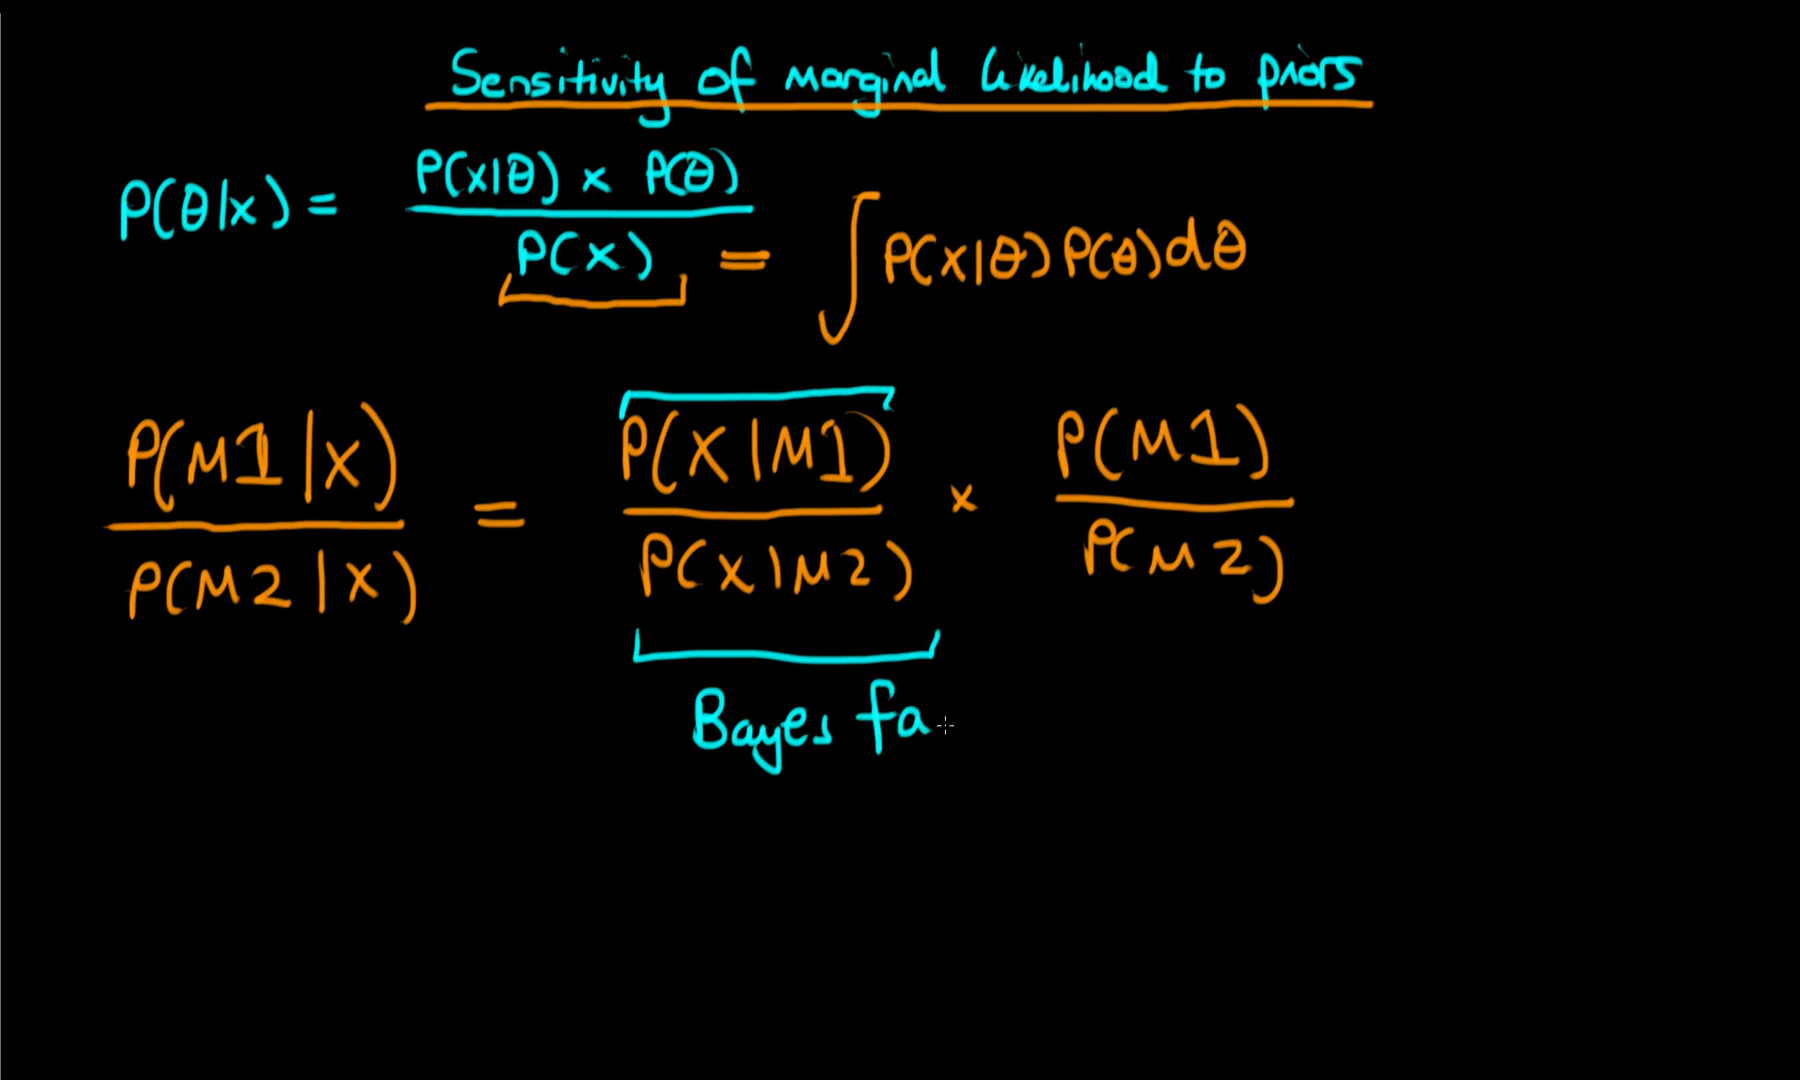 Sensitivity of marginal likelihood to priors
P(θ|x) = P(x|θ) x P(θ)
P(x) = ∫ P(x|θ) P(θ) dθ
P(M1|x) = P(x|M1) x P(M1)
P(M2|x) P(x|M2) P(M2)
Bayes fa